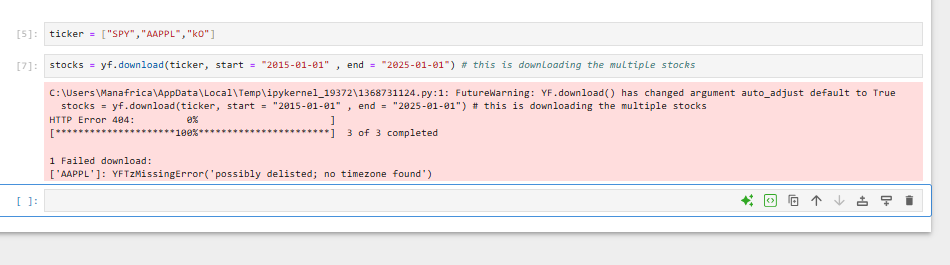 [5]: ticker = ["SPY","AAPPL","kO"]
[7]: stocks = yf.download(ticker, start = "2015-01-01" , end = "2025-01-01") # this is downloading the multiple stocks
C:\Users\Manafrica\AppData\Local\Temp\ipykernel_19372\1368731124.py:1: FutureWarning: YF.download() has changed argument auto_adjust default to True
stocks = yf.download(ticker, start = "2015-01-01" , end = "2025-01-01") # this is downloading the multiple stocks
HTTP Error 404: 0% ]
[*********************100%***********************] 3 of 3 completed
1 Failed download:
['AAPPL']: YFTzMissingError('possibly delisted; no timezone found')
[ ]: